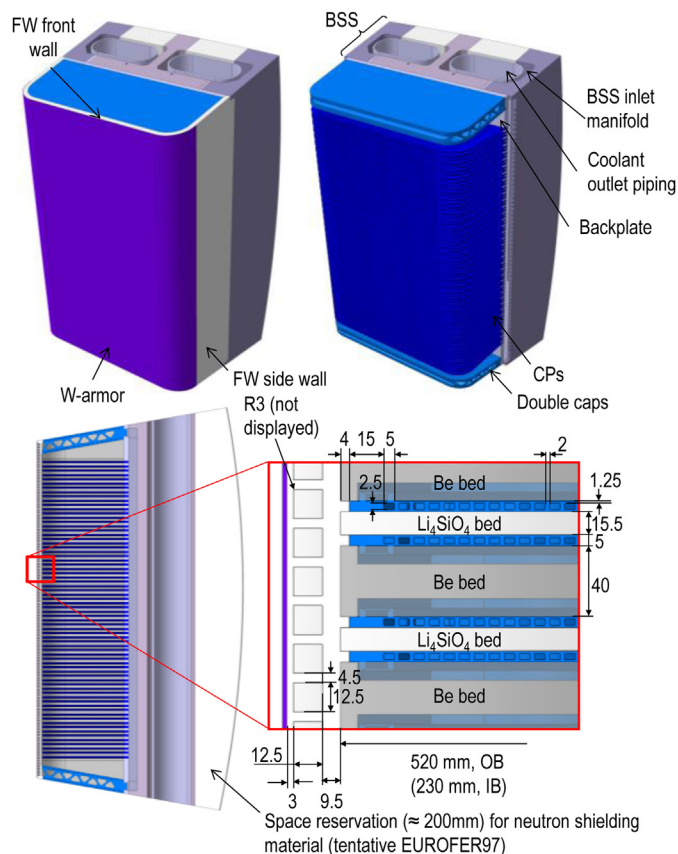 FW front
wall
BSS
BSS inlet
manifold
Coolant
outlet piping
Backplate
W-armor
FW side wall
R3 (not
displayed)
CPs
Double caps
4 15 5 2
2.5
1.25
Be bed
Li4SiO4 bed
15.5
5
Be bed
40
Li4SiO4 bed
4.5
12.5
Be bed
12.5
3
9.5
520 mm, OB
(230 mm, IB)
Space reservation (≈ 200mm) for neutron shielding
material (tentative EUROFER97)